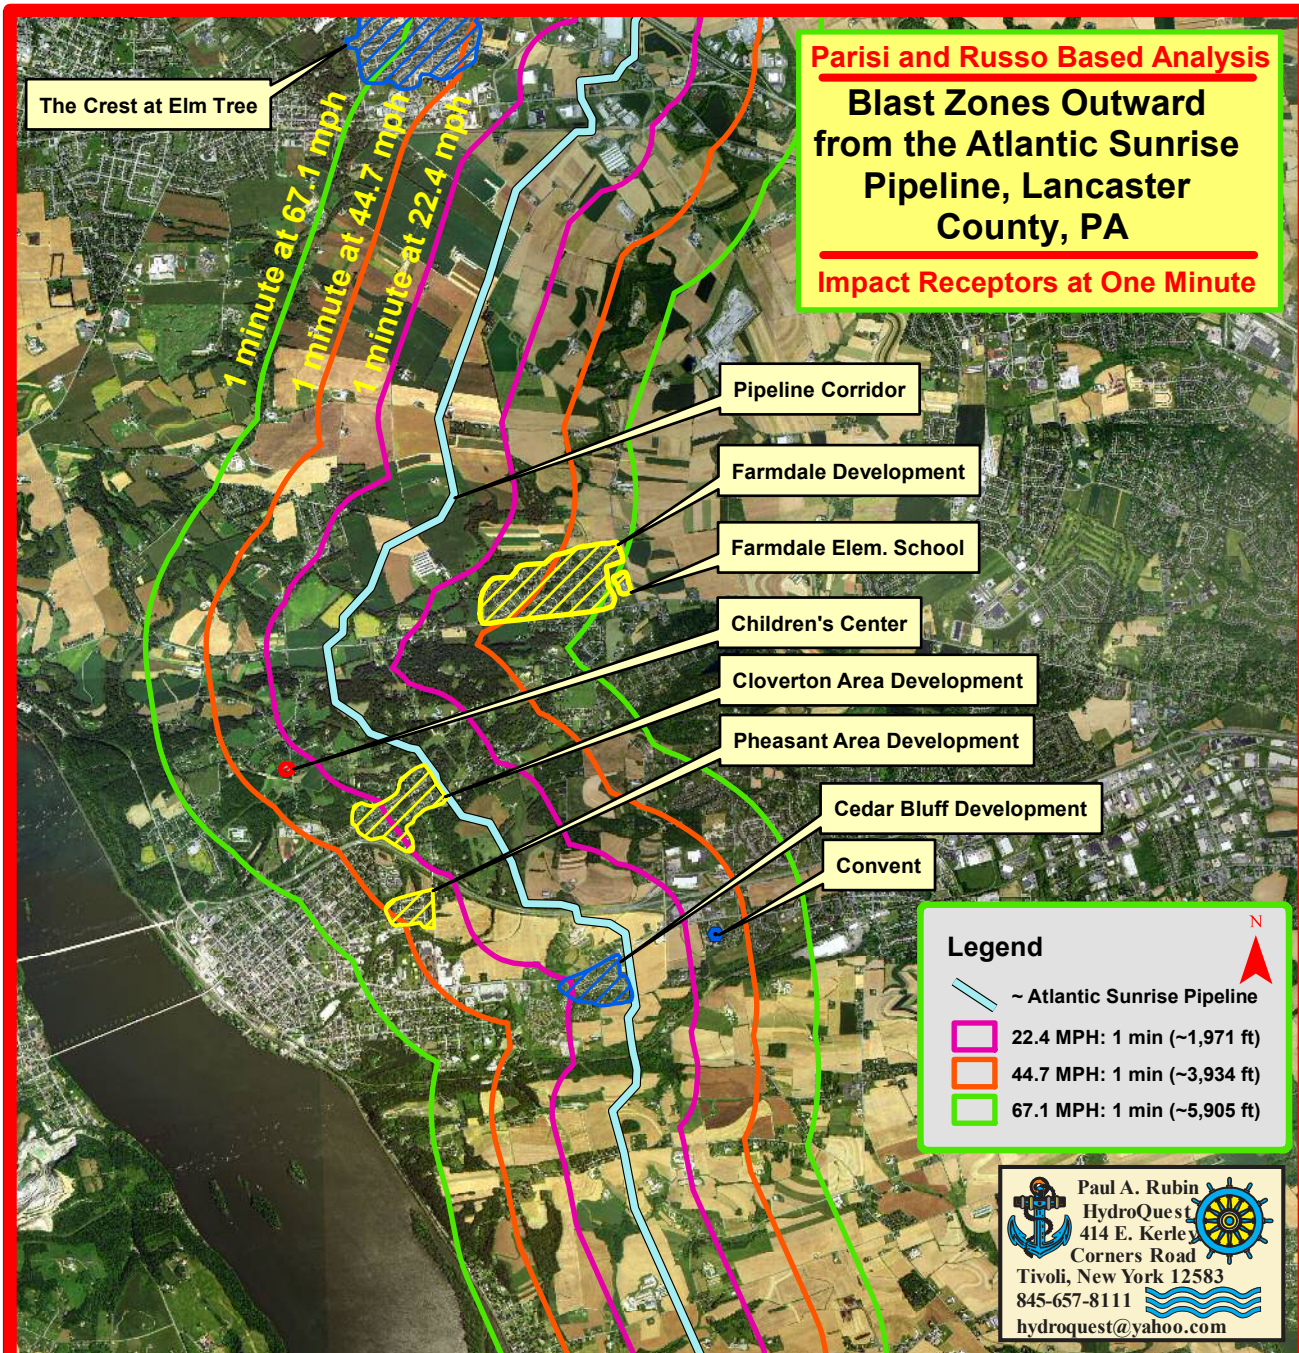 Parisi and Russo Based Analysis
Blast Zones Outward
from the Atlantic Sunrise
Pipeline, Lancaster
County, PA
Impact Receptors at One Minute
The Crest at Elm Tree
1 minute at 67.1 mph
1 minute at 44.7 mph
1 minute at 22.4 mph
Pipeline Corridor
Farmdale Development
Farmdale Elem. School
Children's Center
Cloverton Area Development
Pheasant Area Development
Cedar Bluff Development
Convent
Legend
N
~ Atlantic Sunrise Pipeline
22.4 MPH: 1 min (~1,971 ft)
44.7 MPH: 1 min (~3,934 ft)
67.1 MPH: 1 min (~5,905 ft)
Paul A. Rubin
HydroQuest
414 E. Kerley
Corners Road
Tivoli, New York 12583
845-657-8111
hydroquest@yahoo.com